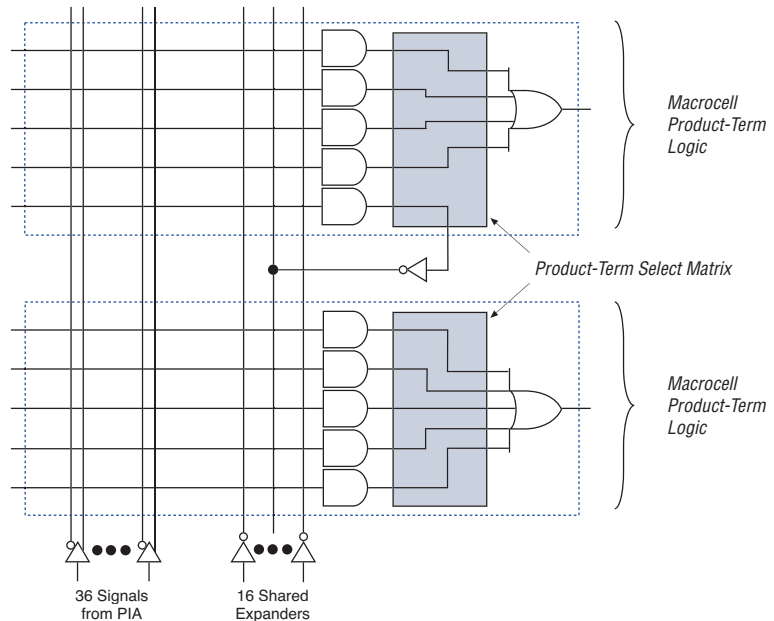 Macrocell
Product-Term
Logic
Product-Term Select Matrix
Macrocell
Product-Term
Logic
36 Signals
from PIA
16 Shared
Expanders